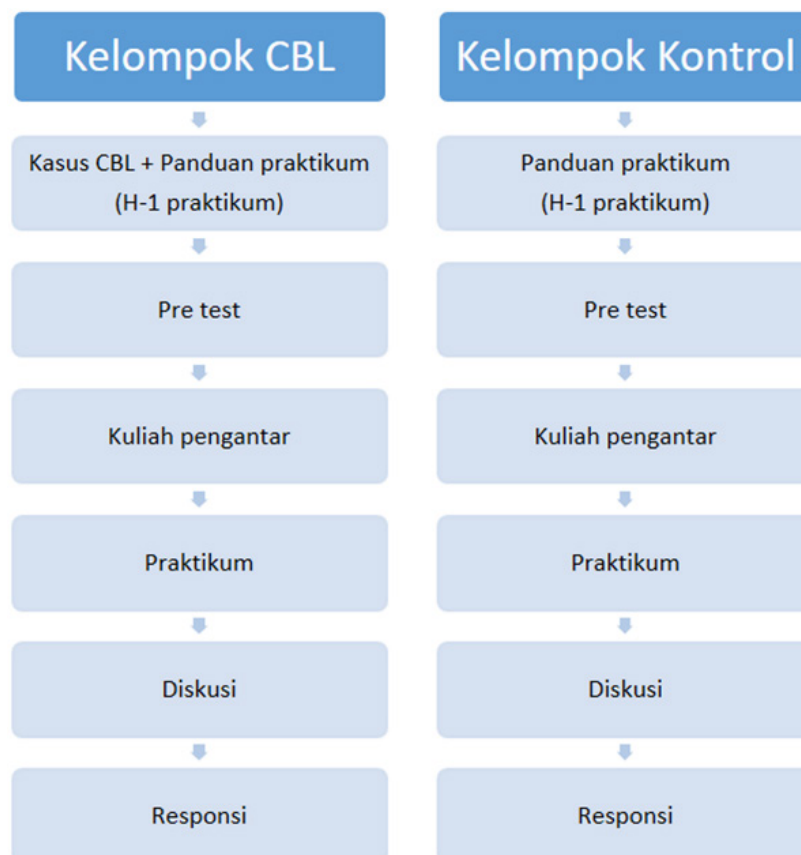 Kelompok CBL
Kasus CBL + Panduan praktikum
(H-1 praktikum)
Pre test
Kuliah pengantar
Praktikum
Diskusi
Responsi
Kelompok Kontrol
Panduan praktikum
(H-1 praktikum)
Pre test
Kuliah pengantar
Praktikum
Diskusi
Responsi